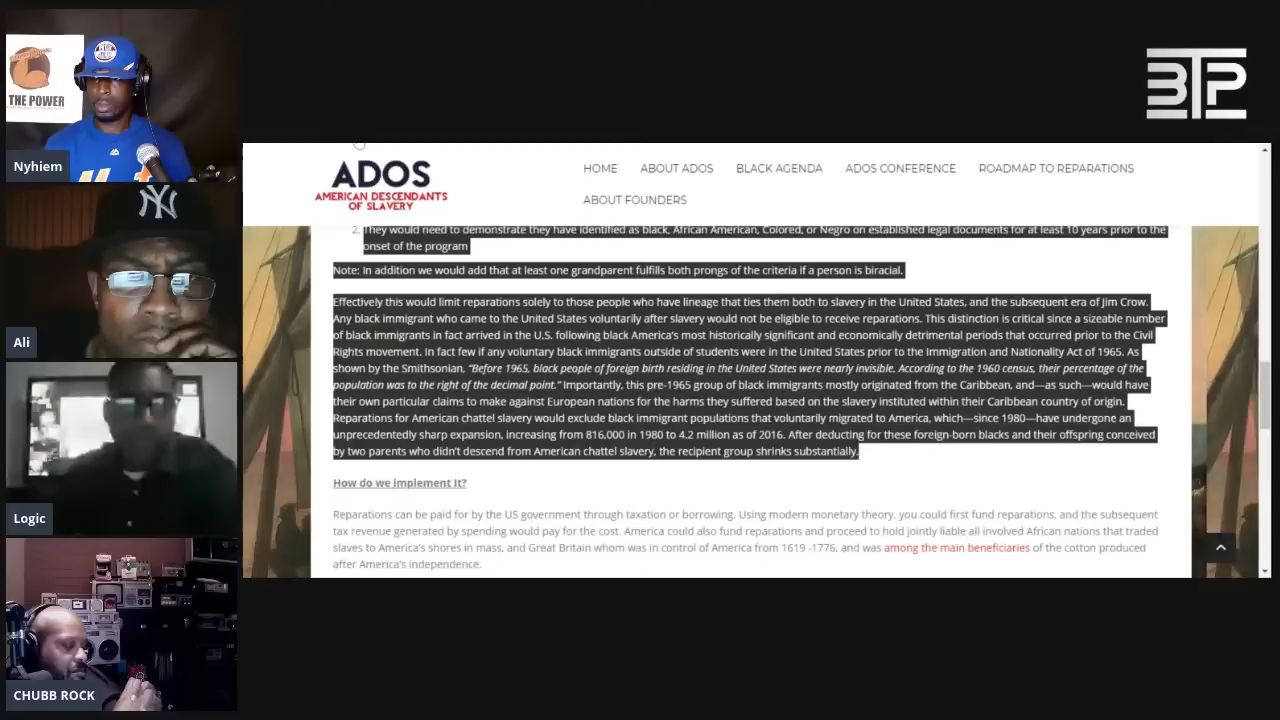 THE POWER
Nyhiem
NY
Ali
Logic
CHUBB ROCK
BTP
ADOS
AMERICAN DESCENDANTS
OF SLAVERY
HOME
ABOUT ADOS
BLACK AGENDA
ADOS CONFERENCE
ROADMAP TO REPARATIONS
ABOUT FOUNDERS
2. They would need to demonstrate they have identified as black, African American, Colored, or Negro on established legal documents for at least 10 years prior to the
onset of the program
Note: In addition we would add that at least one grandparent fulfills both prongs of the criteria if a person is biracial.
Effectively this would limit reparations solely to those people who have lineage that ties them both to slavery in the United States, and the subsequent era of Jim Crow.
Any black immigrant who came to the United States voluntarily after slavery would not be eligible to receive reparations. This distinction is critical since a sizeable number
of black immigrants in fact arrived in the U.S. following black America's most historically significant and economically detrimental periods that occurred prior to the Civil
Rights movement. In fact few if any voluntary black immigrants outside of students were in the United States prior to the Immigration and Nationality Act of 1965. As
shown by the Smithsonian, "Before 1965, black people of foreign birth residing in the United States were nearly invisible. According to the 1960 census, their percentage of the
population was to the right of the decimal point." Importantly, this pre-1965 group of black immigrants mostly originated from the Caribbean, and—as such—would have
their own particular claims to make against European nations for the harms they suffered based on the slavery instituted within their Caribbean country of origin.
Reparations for American chattel slavery would exclude black immigrant populations that voluntarily migrated to America, which—since 1980—have undergone an
unprecedentedly sharp expansion, increasing from 816,000 in 1980 to 4.2 million as of 2016. After deducting for these foreign-born blacks and their offspring conceived
by two parents who didn't descend from American chattel slavery, the recipient group shrinks substantially.
How do we implement It?
Reparations can be paid for by the US government through taxation or borrowing. Using modern monetary theory, you could first fund reparations, and the subsequent
tax revenue generated by spending would pay for the cost. America could also fund reparations and proceed to hold jointly liable all involved African nations that traded
slaves to America's shores in mass, and Great Britain whom was in control of America from 1619 -1776, and was among the main beneficiaries of the cotton produced
after America's independence.